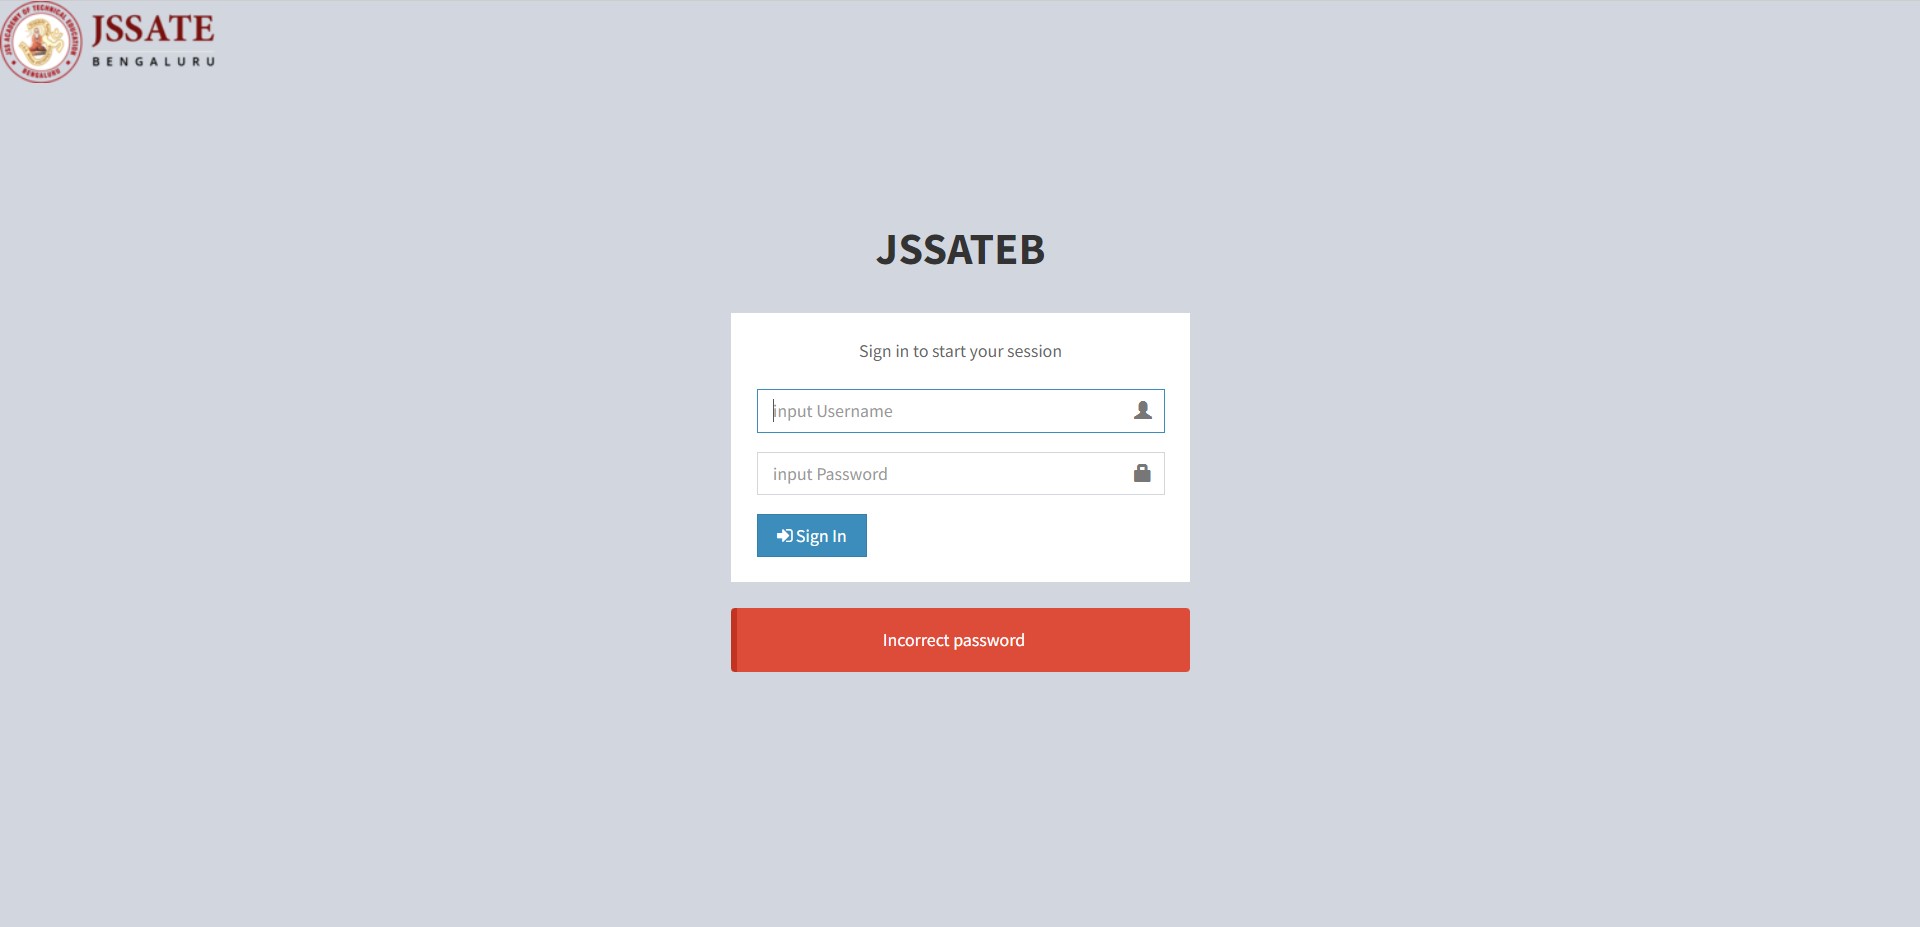 JSS ACADEMY OF TECHNICAL EDUCATION
BENGALURU
JSSATE
BENGALURU
JSSATEB
Sign in to start your session
input Username
input Password
Sign In
Incorrect password